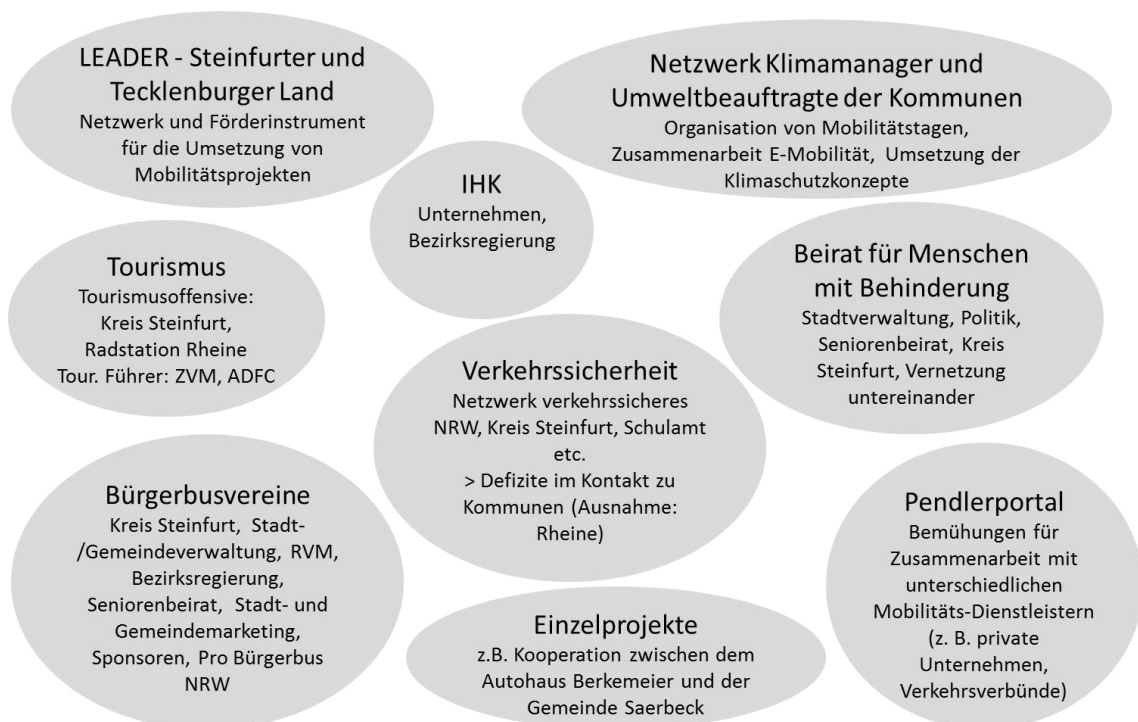 LEADER - Steinfurter und
Tecklenburger Land
Netzwerk und Förderinstrument
für die Umsetzung von
Mobilitätsprojekten
Netzwerk Klimamanager und
Umweltbeauftragte der Kommunen
Organisation von Mobilitätstagen,
Zusammenarbeit E-Mobilität, Umsetzung der
Klimaschutzkonzepte
IHK
Unternehmen,
Bezirksregierung
Tourismus
Tourismusoffensive:
Kreis Steinfurt,
Radstation Rheine
Tour. Führer: ZVM, ADFC
Beirat für Menschen
mit Behinderung
Stadtverwaltung, Politik,
Seniorenbeirat, Kreis
Steinfurt, Vernetzung
untereinander
Verkehrssicherheit
Netzwerk verkehrssicheres
NRW, Kreis Steinfurt, Schulamt
etc.
> Defizite im Kontakt zu
Kommunen (Ausnahme:
Rheine)
Bürgerbusvereine
Kreis Steinfurt, Stadt-
/Gemeindeverwaltung, RVM,
Bezirksregierung,
Seniorenbeirat, Stadt- und
Gemeindemarketing,
Sponsoren, Pro Bürgerbus
NRW
Pendlerportal
Bemühungen für
Zusammenarbeit mit
unterschiedlichen
Mobilitäts-Dienstleistern
(z. B. private
Unternehmen,
Verkehrsverbünde)
Einzelprojekte
z.B. Kooperation zwischen dem
Autohaus Berkemeier und der
Gemeinde Saerbeck